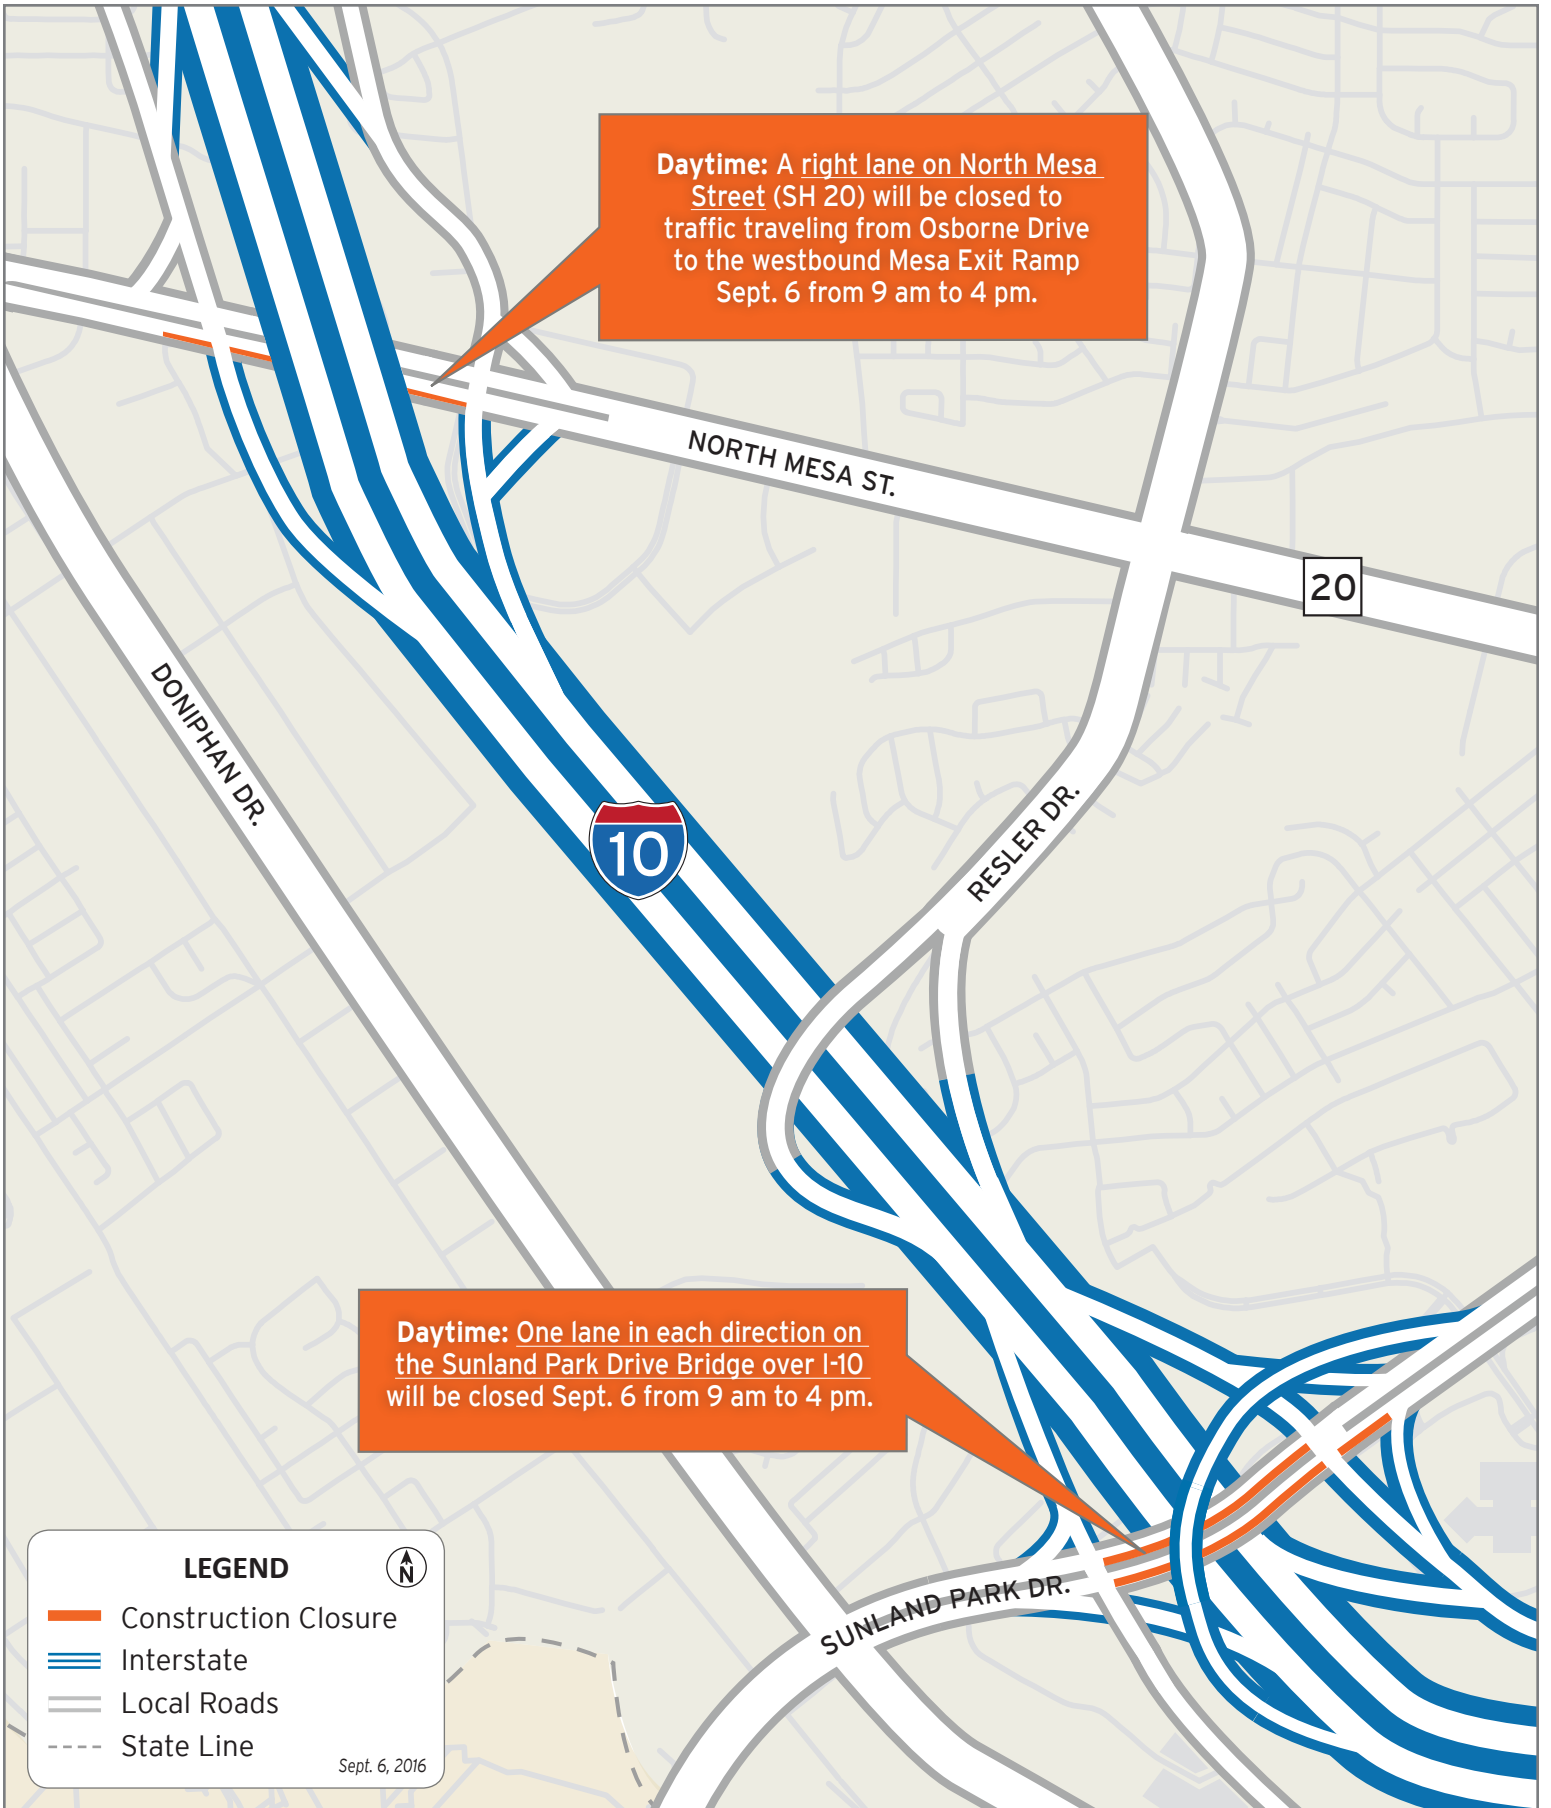 Daytime: A right lane on North Mesa
Street (SH 20) will be closed to
traffic traveling from Osborne Drive
to the westbound Mesa Exit Ramp
Sept. 6 from 9 am to 4 pm.
NORTH MESA ST.
20
DONIPHAN DR.
10
RESLER DR.
Daytime: One lane in each direction on
the Sunland Park Drive Bridge over I-10
will be closed Sept. 6 from 9 am to 4 pm.
SUNLAND PARK DR.
LEGEND
N
Construction Closure
Interstate
Local Roads
State Line
Sept. 6, 2016